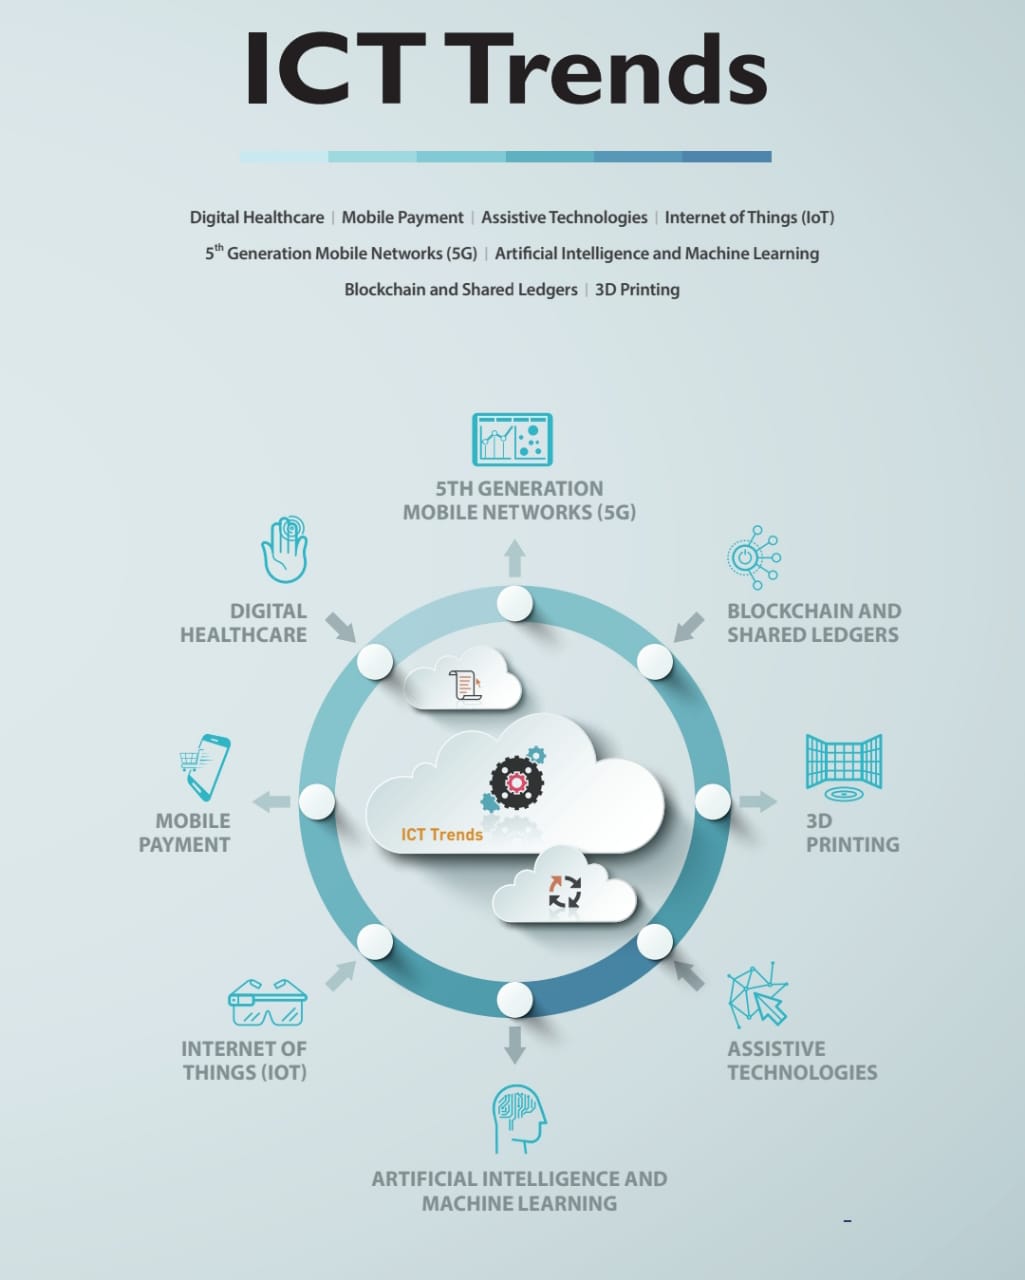 ICT Trends
Digital Healthcare | Mobile Payment | Assistive Technologies | Internet of Things (IoT)
5th Generation Mobile Networks (5G) | Artificial Intelligence and Machine Learning
Blockchain and Shared Ledgers | 3D Printing
5TH GENERATION
MOBILE NETWORKS (5G)
DIGITAL
HEALTHCARE
BLOCKCHAIN AND
SHARED LEDGERS
MOBILE
PAYMENT
ICT Trends
3D
PRINTING
INTERNET OF
THINGS (IOT)
ASSISTIVE
TECHNOLOGIES
ARTIFICIAL INTELLIGENCE AND
MACHINE LEARNING